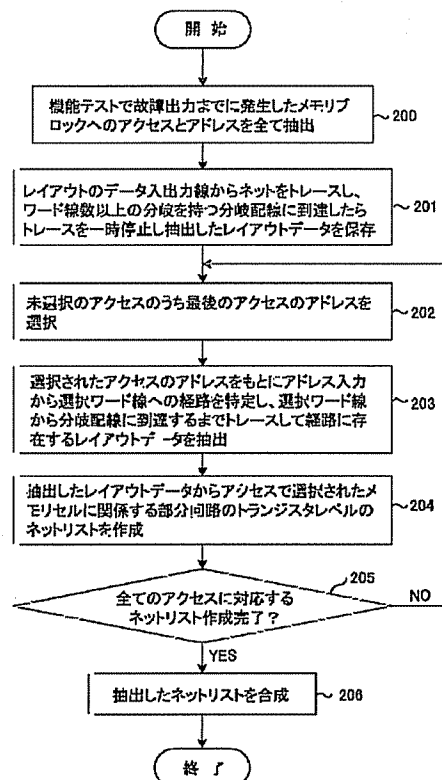 開 始
機能テストで故障出力までに発生したメモリブ
ロックへのアクセスとアドレスを全て抽出
200
レイアウトのデータ入出力線からネットをトレースし、
ワード線数以上の分岐を持つ分岐配線に到達したら
トレースを一時停止し抽出したレイアウトデータを保存
201
未選択のアクセスのうち最後のアクセスのアドレスを
選択
202
選択されたアクセスのアドレスをもとにアドレス入力
から選択ワード線への経路を特定し、選択ワード線
から分岐配線に到達するまでトレースして経路に存
在するレイアウトデータを抽出
203
抽出したレイアウトデータからアクセスで選択されたメ
モリセルに関係する部分回路のトランジスタレベルの
ネットリストを作成
204
全てのアクセスに対応する
ネットリスト作成完了？
205
NO
YES
抽出したネットリストを合成
206
終 了